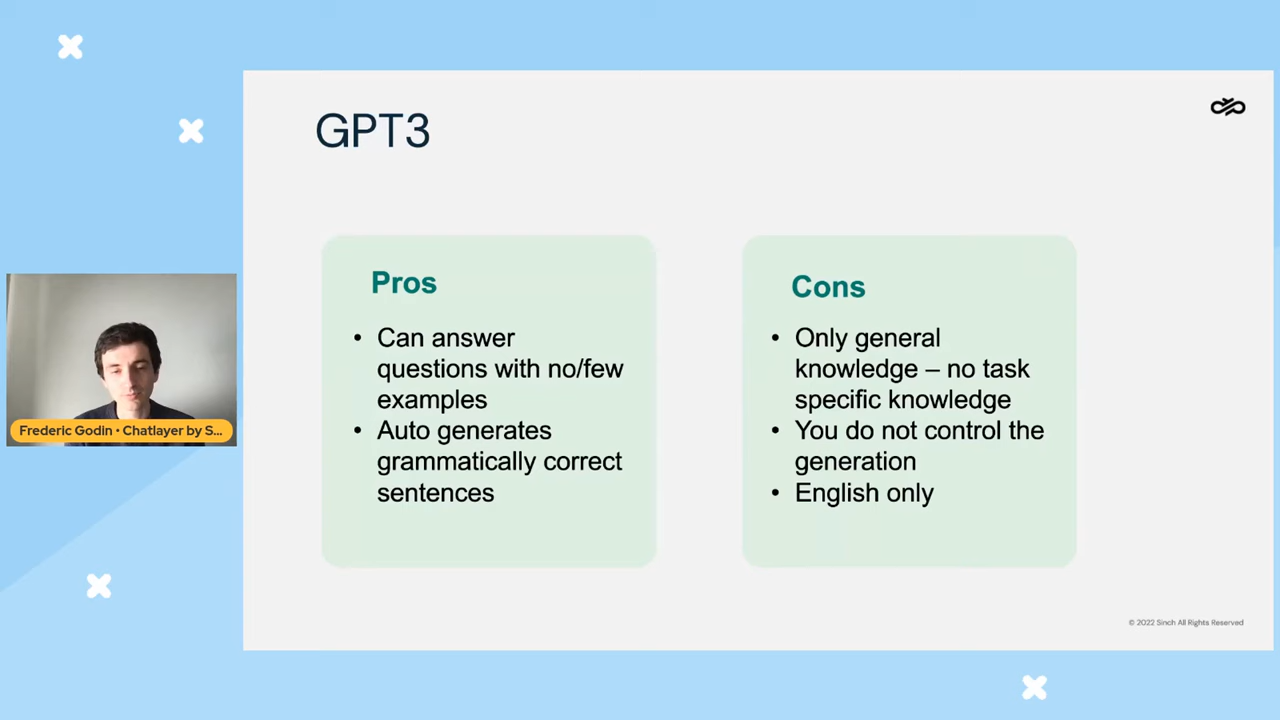 GPT3
Pros
• Can answer
questions with no/few
examples
• Auto generates
grammatically correct
sentences
Cons
• Only general
knowledge – no task
specific knowledge
• You do not control the
generation
• English only
Frederic Godin • Chatlayer by S...
© 2022 Sinch All Rights Reserved